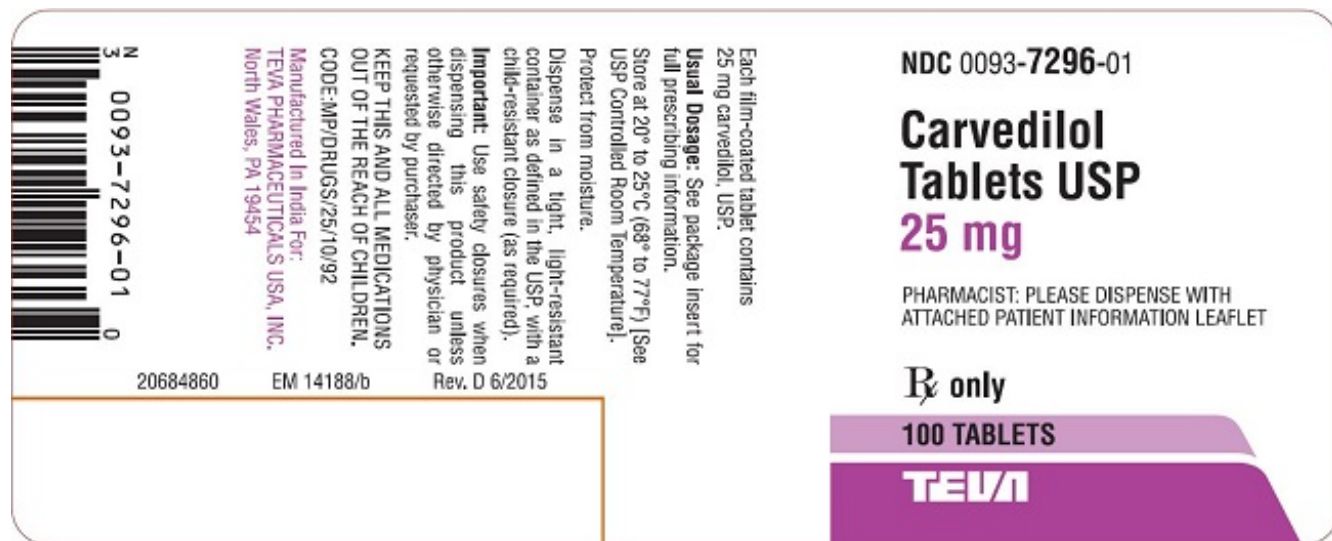 NDC 0093-7296-01
Carvedilol
Tablets USP
25 mg
PHARMACIST: PLEASE DISPENSE WITH
ATTACHED PATIENT INFORMATION LEAFLET
℞ only
100 TABLETS
TEVA
Each film-coated tablet contains
25 mg carvedilol, USP.
Usual Dosage: See package insert for
full prescribing information.
Store at 20° to 25°C (68° to 77°F) [See
USP Controlled Room Temperature].
Protect from moisture.
Dispense in a tight, light-resistant
container as defined in the USP, with a
child-resistant closure (as required).
Important: Use safety closures when
dispensing this product unless
otherwise directed by physician or
requested by purchaser.
KEEP THIS AND ALL MEDICATIONS
OUT OF THE REACH OF CHILDREN.
CODE:MP/DRUGS/25/10/92
Manufactured In India For:
TEVA PHARMACEUTICALS USA, INC.
North Wales, PA 19454
N
3 0093-7296-01 0
20684860 EM 14188/b Rev. D 6/2015